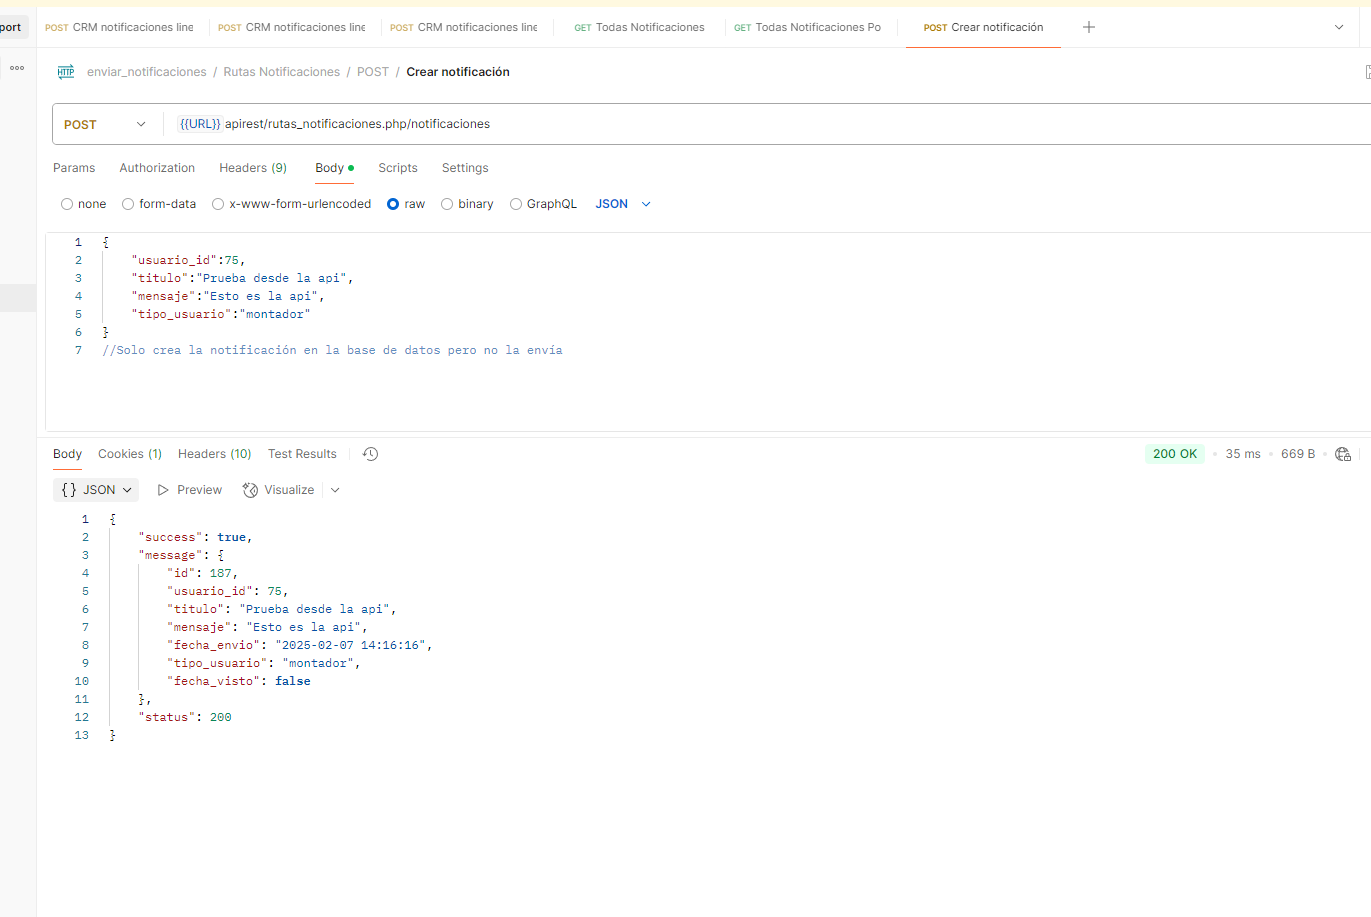 port POST CRM notificaciones line POST CRM notificaciones line POST CRM notificaciones line GET Todas Notificaciones GET Todas Notificaciones Po POST Crear notificación
HTTP enviar_notificaciones / Rutas Notificaciones / POST / Crear notificación
POST {{URL}} apirest/rutas_notificaciones.php/notificaciones
Params Authorization Headers (9) Body Scripts Settings
none form-data x-www-form-urlencoded raw binary GraphQL JSON
1 {
2 "usuario_id":75,
3 "titulo":"Prueba desde la api",
4 "mensaje":"Esto es la api",
5 "tipo_usuario":"montador"
6 }
7 //Solo crea la notificación en la base de datos pero no la envía
Body Cookies (1) Headers (10) Test Results 200 OK 35 ms 669 B
{} JSON Preview Visualize
1 {
2 "success": true,
3 "message": {
4 "id": 187,
5 "usuario_id": 75,
6 "titulo": "Prueba desde la api",
7 "mensaje": "Esto es la api",
8 "fecha_envio": "2025-02-07 14:16:16",
9 "tipo_usuario": "montador",
10 "fecha_visto": false
11 },
12 "status": 200
13 }